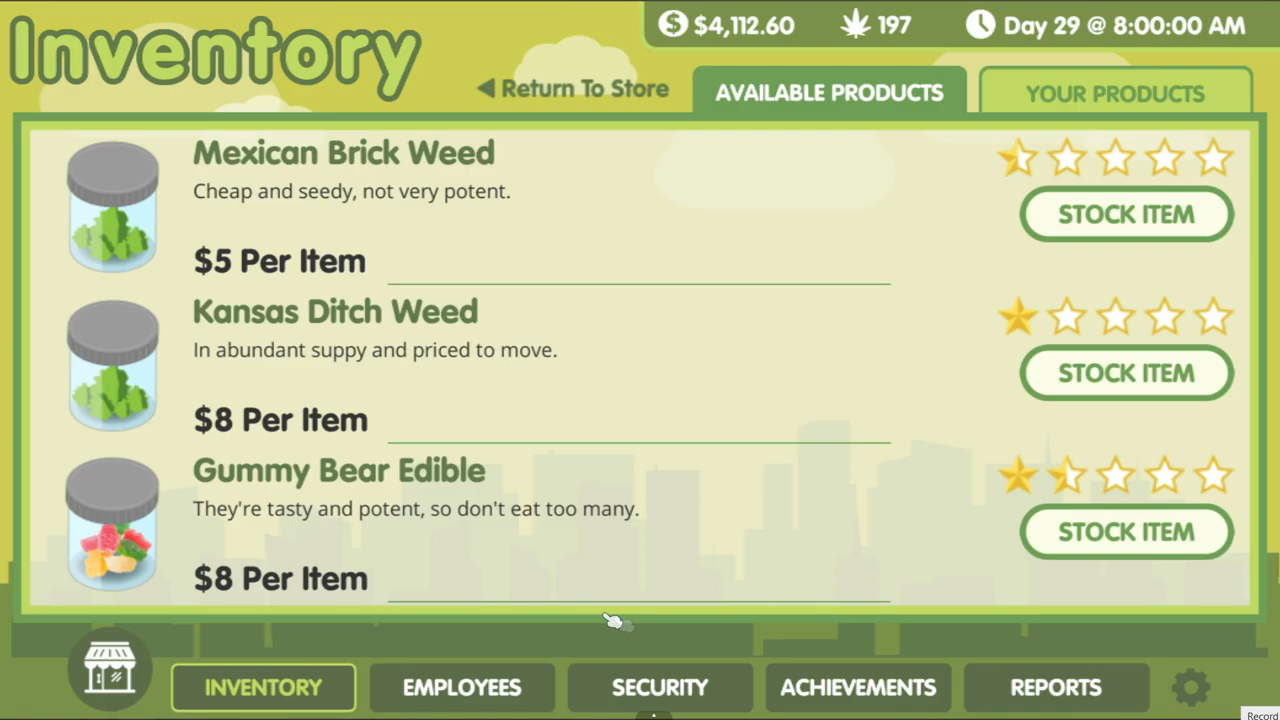 Inventory
$4,112.60
197
Day 29 @ 8:00:00 AM
Return To Store
AVAILABLE PRODUCTS
YOUR PRODUCTS
Mexican Brick Weed
Cheap and seedy, not very potent.
STOCK ITEM
$5 Per Item
Kansas Ditch Weed
In abundant suppy and priced to move.
STOCK ITEM
$8 Per Item
Gummy Bear Edible
They're tasty and potent, so don't eat too many.
STOCK ITEM
$8 Per Item
INVENTORY
EMPLOYEES
SECURITY
ACHIEVEMENTS
REPORTS
Record